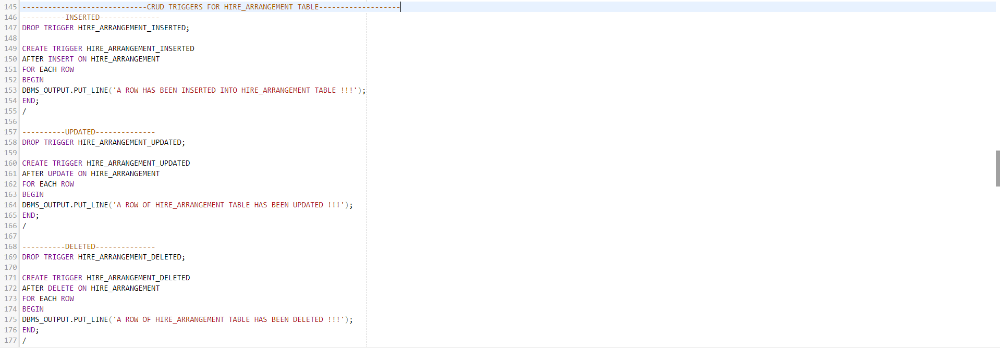 145 -----------------------------CRUD TRIGGERS FOR HIRE_ARRANGEMENT TABLE-------------------
146 ----------INSERTED--------------
147 DROP TRIGGER HIRE_ARRANGEMENT_INSERTED;
148
149 CREATE TRIGGER HIRE_ARRANGEMENT_INSERTED
150 AFTER INSERT ON HIRE_ARRANGEMENT
151 FOR EACH ROW
152 BEGIN
153 DBMS_OUTPUT.PUT_LINE('A ROW HAS BEEN INSERTED INTO HIRE_ARRANGEMENT TABLE !!!');
154 END;
155 /
156
157 ----------UPDATED--------------
158 DROP TRIGGER HIRE_ARRANGEMENT_UPDATED;
159
160 CREATE TRIGGER HIRE_ARRANGEMENT_UPDATED
161 AFTER UPDATE ON HIRE_ARRANGEMENT
162 FOR EACH ROW
163 BEGIN
164 DBMS_OUTPUT.PUT_LINE('A ROW OF HIRE_ARRANGEMENT TABLE HAS BEEN UPDATED !!!');
165 END;
166 /
167
168 ----------DELETED--------------
169 DROP TRIGGER HIRE_ARRANGEMENT_DELETED;
170
171 CREATE TRIGGER HIRE_ARRANGEMENT_DELETED
172 AFTER DELETE ON HIRE_ARRANGEMENT
173 FOR EACH ROW
174 BEGIN
175 DBMS_OUTPUT.PUT_LINE('A ROW OF HIRE_ARRANGEMENT TABLE HAS BEEN DELETED !!!');
176 END;
177 /